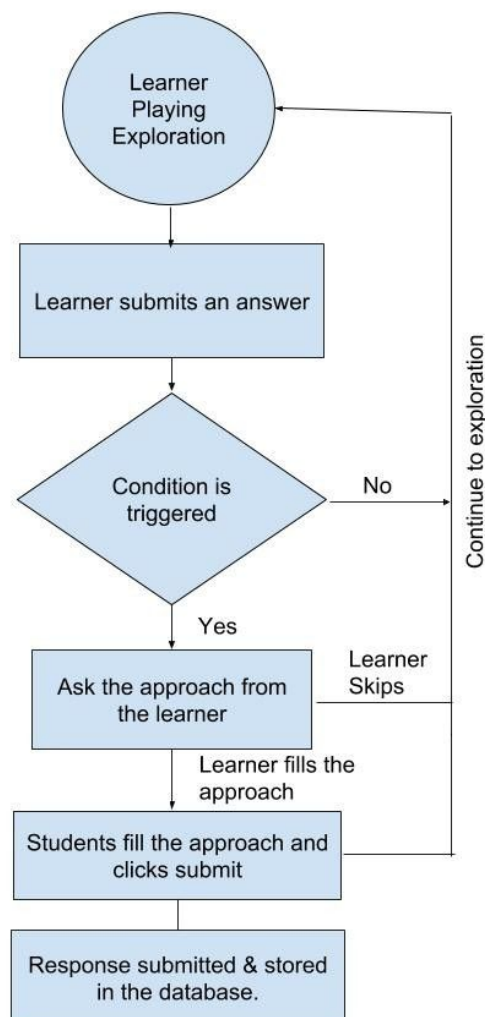 Learner
Playing
Exploration
Learner submits an answer
Condition is
triggered
No
Continue to exploration
Yes
Ask the approach from
the learner
Learner
Skips
Learner fills the
approach
Students fill the approach and
clicks submit
Response submitted & stored
in the database.